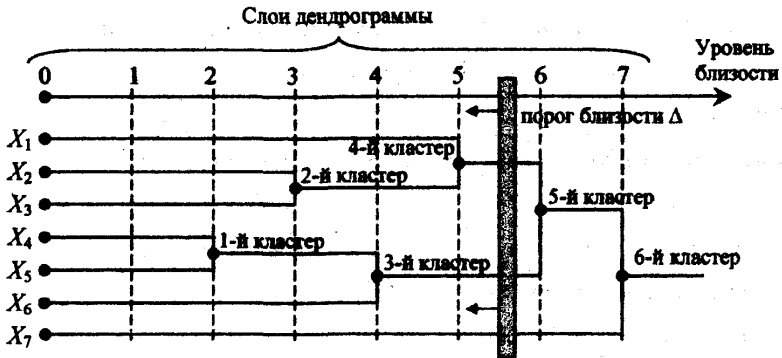 Слои дендрограммы
Уровень
близости
0 1 2 3 4 5 6 7
порог близости Δ
X₁
4-й кластер
X₂
2-й кластер
X₃
5-й кластер
X₄
1-й кластер
X₅
3-й кластер
6-й кластер
X₆
X₇